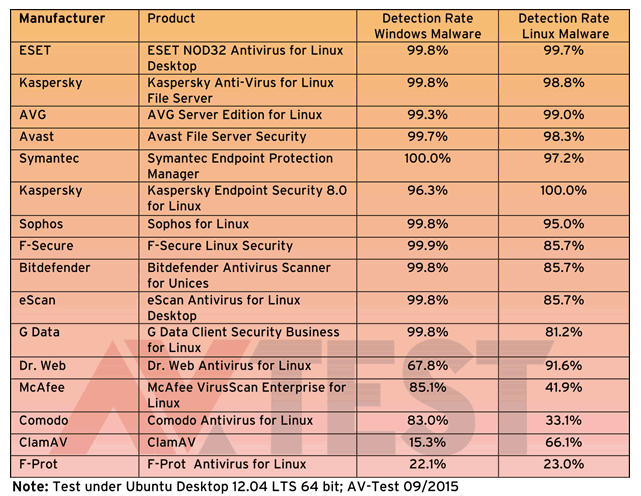 Manufacturer Product Detection Rate Detection Rate
Windows Malware Linux Malware
ESET ESET NOD32 Antivirus for Linux 99.8% 99.7%
Desktop
Kaspersky Kaspersky Anti-Virus for Linux 99.8% 98.8%
File Server
AVG AVG Server Edition for Linux 99.3% 99.0%
Avast Avast File Server Security 99.7% 98.3%
Symantec Symantec Endpoint Protection 100.0% 97.2%
Manager
Kaspersky Kaspersky Endpoint Security 8.0 96.3% 100.0%
for Linux
Sophos Sophos for Linux 99.8% 95.0%
F-Secure F-Secure Linux Security 99.9% 85.7%
Bitdefender Bitdefender Antivirus Scanner 99.8% 85.7%
for Unices
eScan eScan Antivirus for Linux 99.8% 85.7%
Desktop
G Data G Data Client Security Business 99.8% 81.2%
for Linux
Dr. Web Dr. Web Antivirus for Linux 67.8% 91.6%
McAfee McAfee VirusScan Enterprise for 85.1% 41.9%
Linux
Comodo Comodo Antivirus for Linux 83.0% 33.1%
ClamAV ClamAV 15.3% 66.1%
F-Prot F-Prot Antivirus for Linux 22.1% 23.0%
AV TEST
Note: Test under Ubuntu Desktop 12.04 LTS 64 bit; AV-Test 09/2015